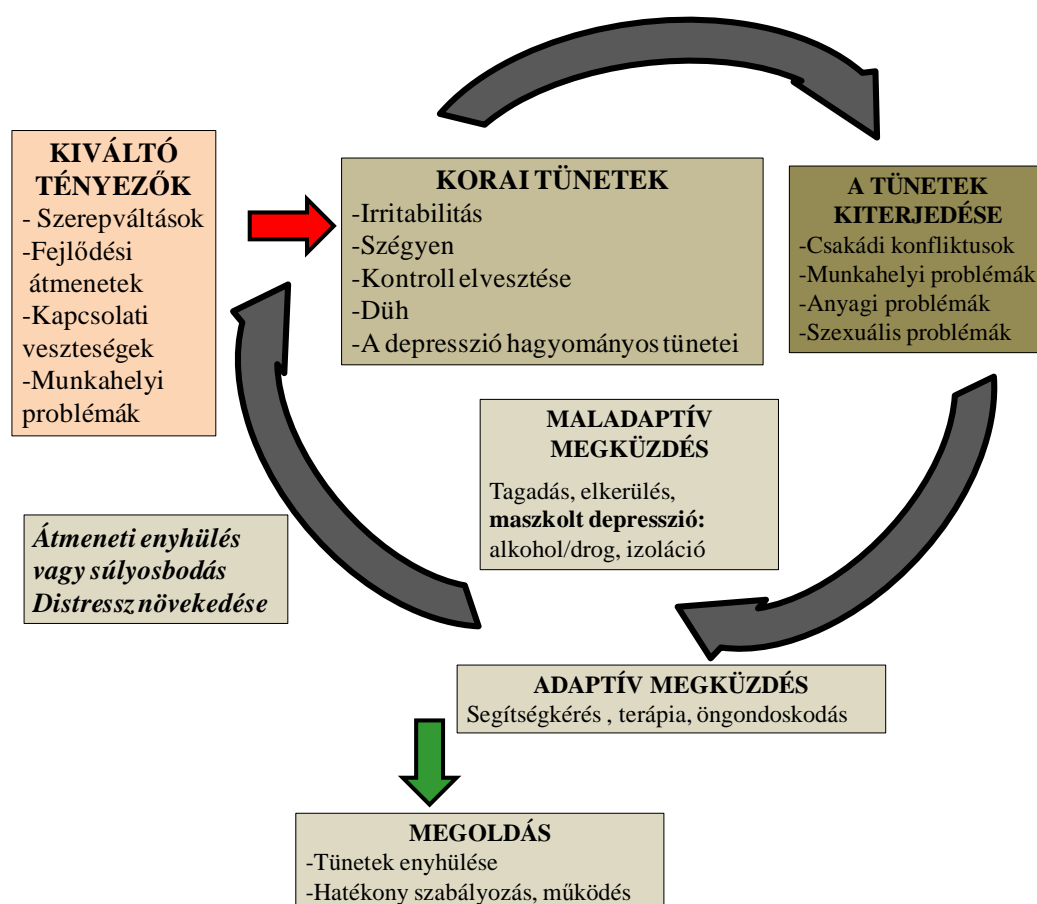 KIVÁLTÓ
TÉNYEZŐK
- Szerepváltások
-Fejlődési
átmenetek
-Kapcsolati
veszteségek
-Munkahelyi
problémák
KORAI TÜNETEK
-Irritabilitás
-Szégyen
-Kontroll elvesztése
-Düh
-A depresszió hagyományos tünetei
A TÜNETEK
KITERJEDÉSE
-Csakádi konfliktusok
-Munkahelyi problémák
-Anyagi problémák
-Szexuális problémák
MALADAPTÍV
MEGKÜZDÉS
Tagadás, elkerülés,
maszkolt depresszió:
alkohol/drog, izoláció
Átmeneti enyhülés
vagy súlyosbodás
Distressz növekedése
ADAPTÍV MEGKÜZDÉS
Segítségkérés , terápia, öngondoskodás
MEGOLDÁS
-Tünetek enyhülése
-Hatékony szabályozás, működés